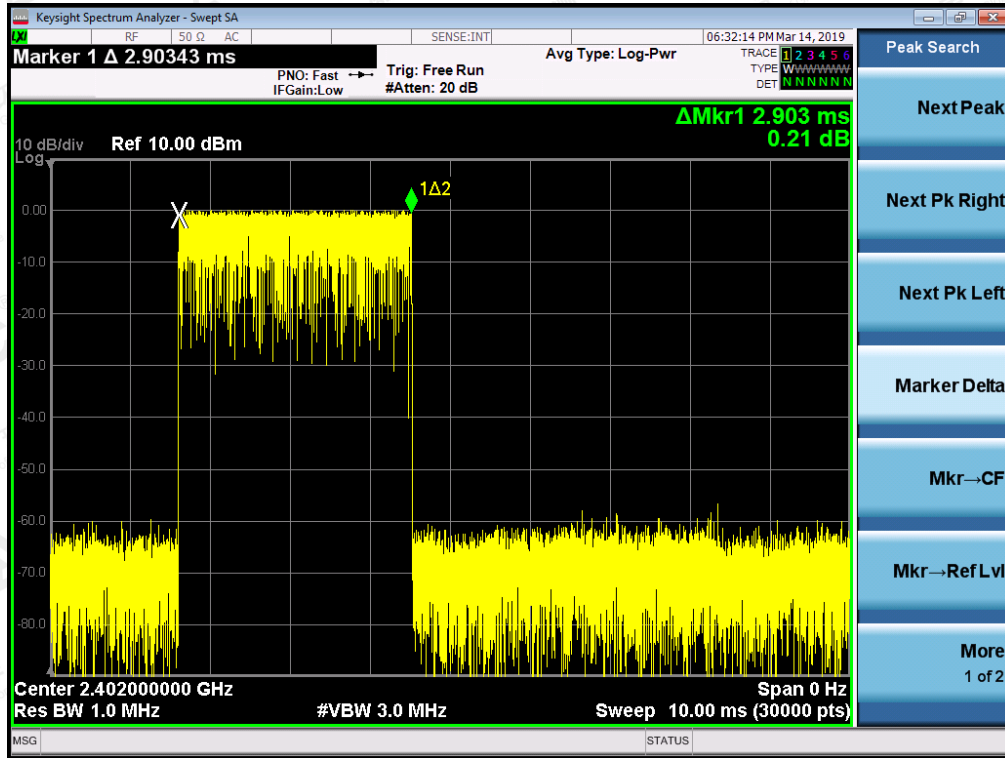 Keysight Spectrum Analyzer - Swept SA
LXI RF 50 Ω AC SENSE:INT 06:32:14 PM Mar 14, 2019
Marker 1 Δ 2.90343 ms
PNO: Fast
IFGain:Low
Trig: Free Run
#Atten: 20 dB
Avg Type: Log-Pwr
TRACE 1 2 3 4 5 6
TYPE WWWWWW
DET N N N N N N
ΔMkr1 2.903 ms
0.21 dB
10 dB/div Ref 10.00 dBm
Log
1Δ2
0.00
-10.0
-20.0
-30.0
-40.0
-50.0
-60.0
-70.0
-80.0
Center 2.402000000 GHz Span 0 Hz
Res BW 1.0 MHz #VBW 3.0 MHz Sweep 10.00 ms (30000 pts)
MSG STATUS
Peak Search
Next Peak
Next Pk Right
Next Pk Left
Marker Delta
Mkr→CF
Mkr→Ref Lvl
More
1 of 2